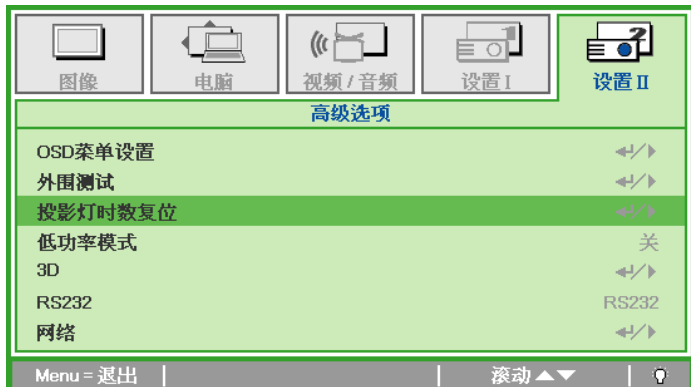 图像 电脑 视频 / 音频 设置 I 设置 II
高级选项
OSD菜单设置
外围测试
投影灯时数复位
低功率模式 关
3D
RS232 RS232
网络
Menu = 退出 滚动▲▼